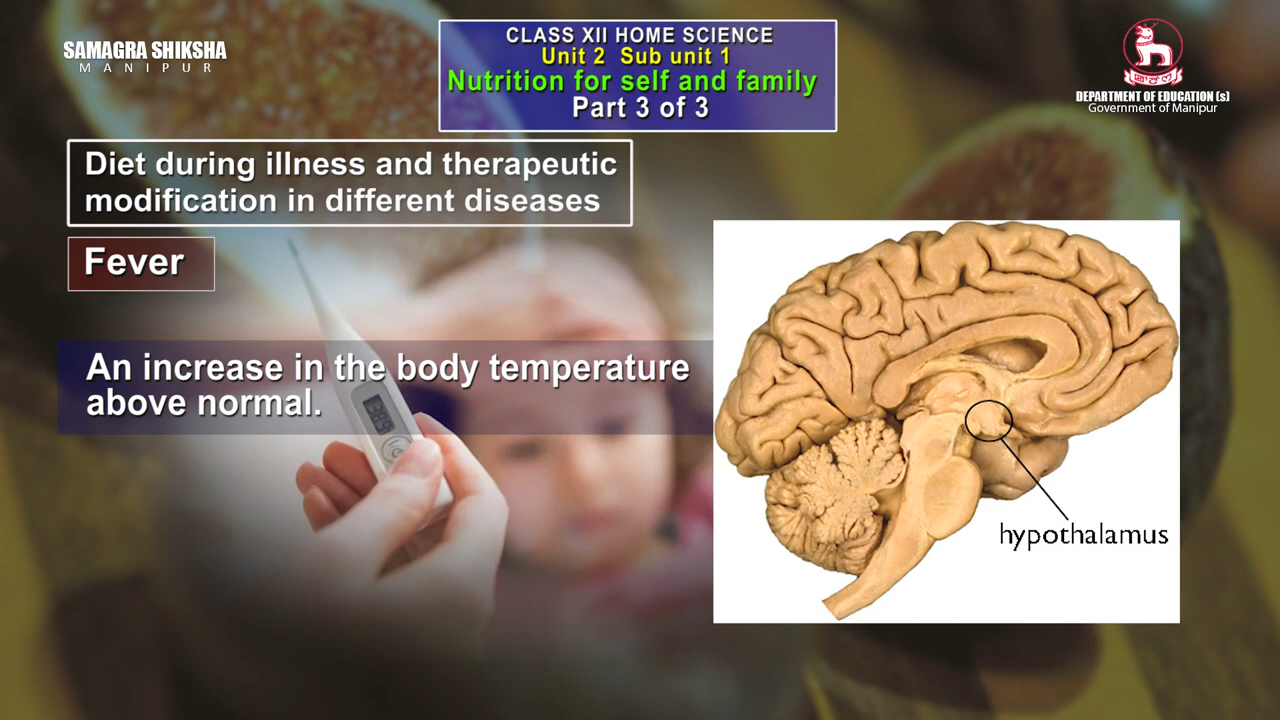 SAMAGRA SHIKSHA
MANIPUR
CLASS XII HOME SCIENCE
Unit 2 Sub unit 1
Nutrition for self and family
Part 3 of 3
DEPARTMENT OF EDUCATION (s)
Government of Manipur
Diet during illness and therapeutic
modification in different diseases
Fever
An increase in the body temperature
above normal.
hypothalamus